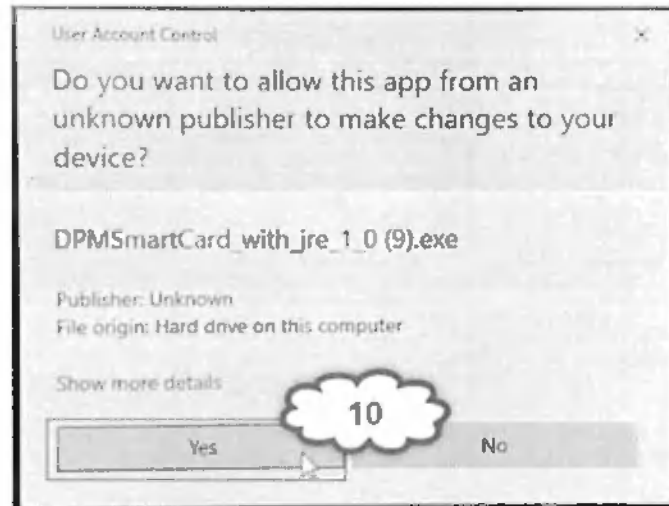 User Account Control
Do you want to allow this app from an
unknown publisher to make changes to your
device?
DPMSmartCard_with_jre_1_0 (9).exe
Publisher: Unknown
File origin: Hard drive on this computer
Show more details
10
Yes
No